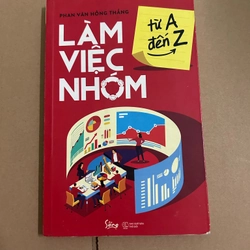 PHAN VĂN HỒNG THẮNG
LÀM
VIỆC
NHÓM
từ A
đến Z